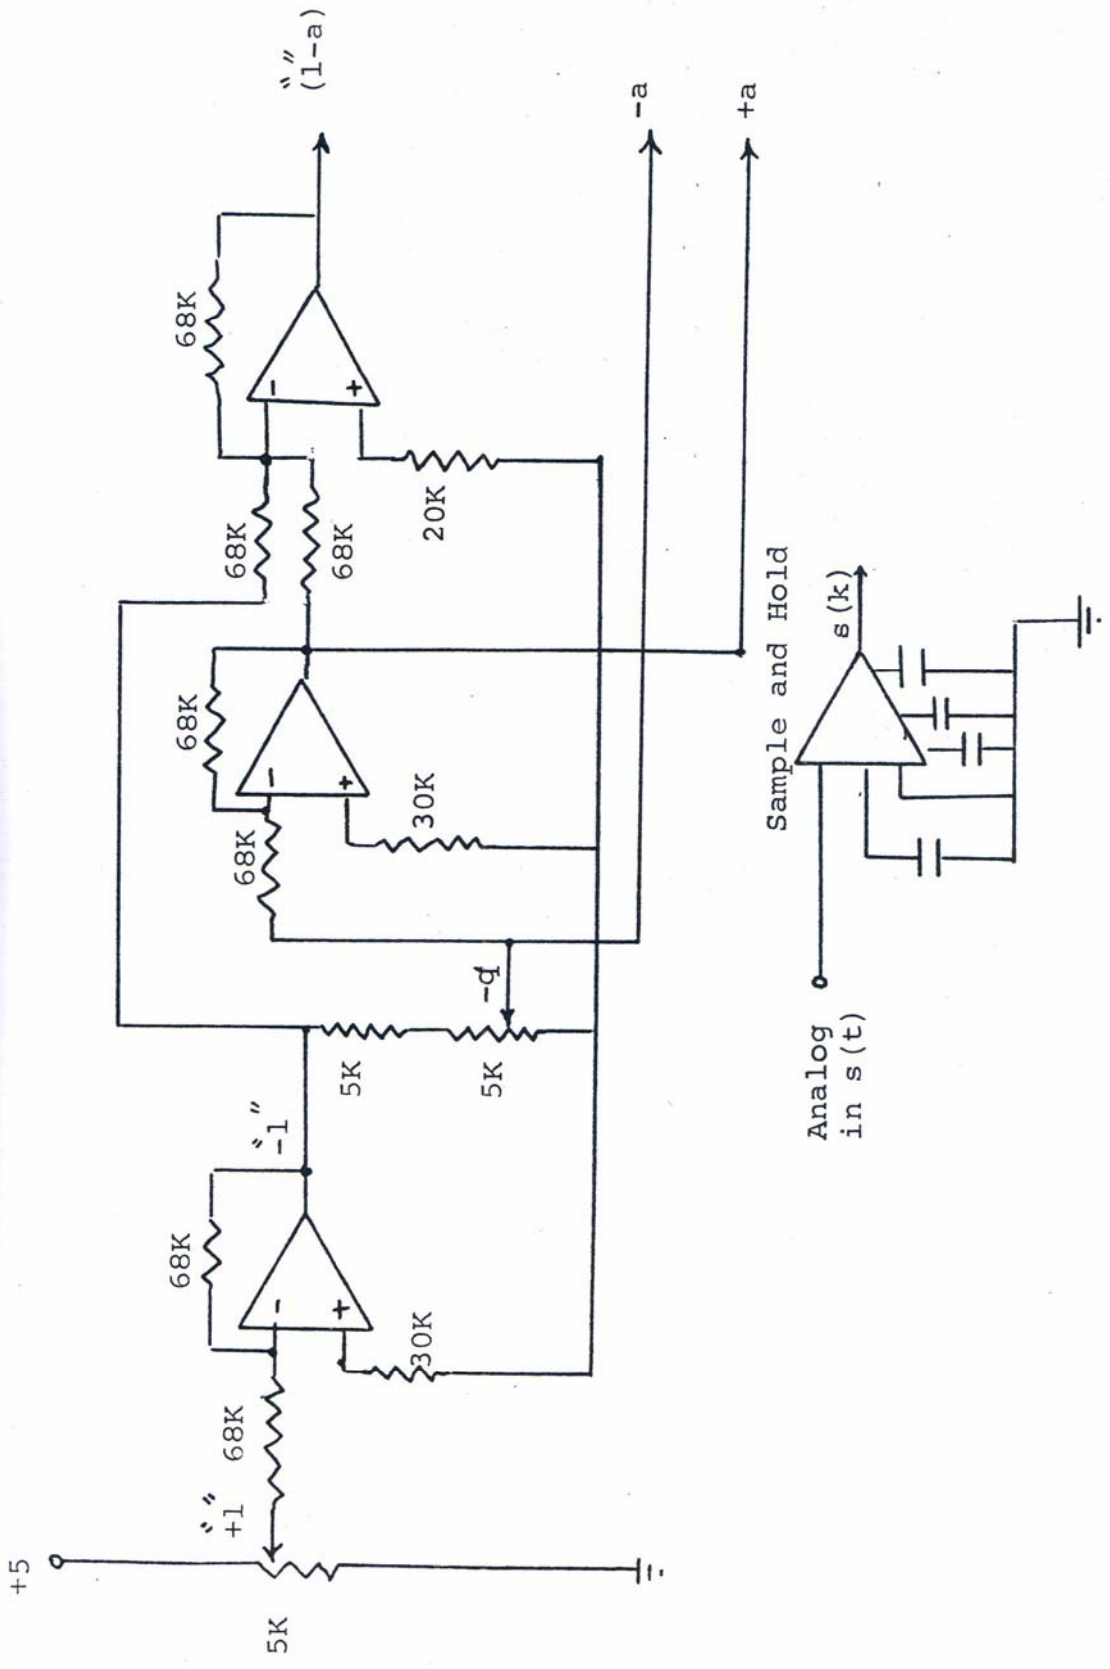 +5
5K
"+1"
68K
68K
-
+
30K
"-1"
5K
5K
-a
68K
68K
-
+
30K
68K
68K
68K
-
+
20K
"(1-a)"
-a
+a
Analog
in s(t)
Sample and Hold
s(k)